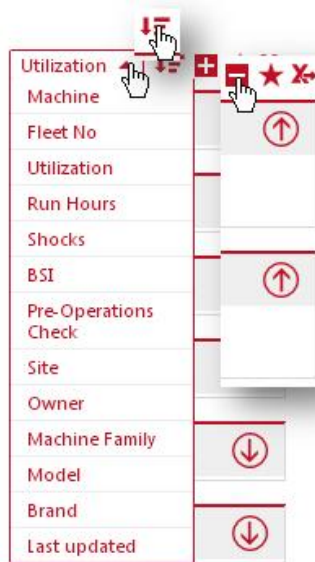 Utilization
Machine
Fleet No
Utilization
Run Hours
Shocks
BSI
Pre-Operations
Check
Site
Owner
Machine Family
Model
Brand
Last updated